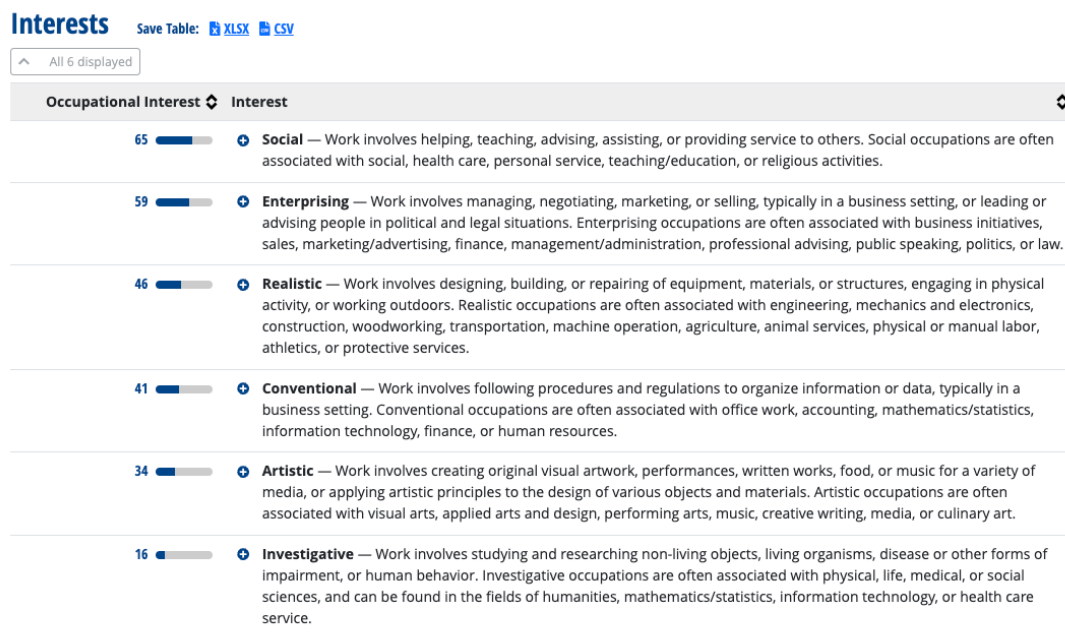 Interests Save Table: XLSX CSV
All 6 displayed
Occupational Interest Interest
65 Social — Work involves helping, teaching, advising, assisting, or providing service to others. Social occupations are often
associated with social, health care, personal service, teaching/education, or religious activities.
59 Enterprising — Work involves managing, negotiating, marketing, or selling, typically in a business setting, or leading or
advising people in political and legal situations. Enterprising occupations are often associated with business initiatives,
sales, marketing/advertising, finance, management/administration, professional advising, public speaking, politics, or law.
46 Realistic — Work involves designing, building, or repairing of equipment, materials, or structures, engaging in physical
activity, or working outdoors. Realistic occupations are often associated with engineering, mechanics and electronics,
construction, woodworking, transportation, machine operation, agriculture, animal services, physical or manual labor,
athletics, or protective services.
41 Conventional — Work involves following procedures and regulations to organize information or data, typically in a
business setting. Conventional occupations are often associated with office work, accounting, mathematics/statistics,
information technology, finance, or human resources.
34 Artistic — Work involves creating original visual artwork, performances, written works, food, or music for a variety of
media, or applying artistic principles to the design of various objects and materials. Artistic occupations are often
associated with visual arts, applied arts and design, performing arts, music, creative writing, media, or culinary art.
16 Investigative — Work involves studying and researching non-living objects, living organisms, disease or other forms of
impairment, or human behavior. Investigative occupations are often associated with physical, life, medical, or social
sciences, and can be found in the fields of humanities, mathematics/statistics, information technology, or health care
service.